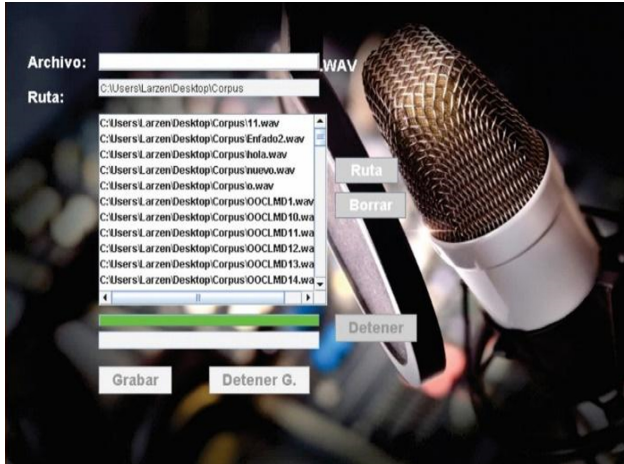 Archivo: .WAV
Ruta: C:\Users\Larzen\Desktop\Corpus
C:\Users\Larzen\Desktop\Corpus\11.wav
C:\Users\Larzen\Desktop\Corpus\Enfado2.wav
C:\Users\Larzen\Desktop\Corpus\hola.wav
C:\Users\Larzen\Desktop\Corpus\nuevo.wav
C:\Users\Larzen\Desktop\Corpus\o.wav
C:\Users\Larzen\Desktop\Corpus\OOCLMD1.wav
C:\Users\Larzen\Desktop\Corpus\OOCLMD10.wa
C:\Users\Larzen\Desktop\Corpus\OOCLMD11.wa
C:\Users\Larzen\Desktop\Corpus\OOCLMD12.wa
C:\Users\Larzen\Desktop\Corpus\OOCLMD13.wa
C:\Users\Larzen\Desktop\Corpus\OOCLMD14.wa
Ruta
Borrar
Detener
Grabar Detener G.